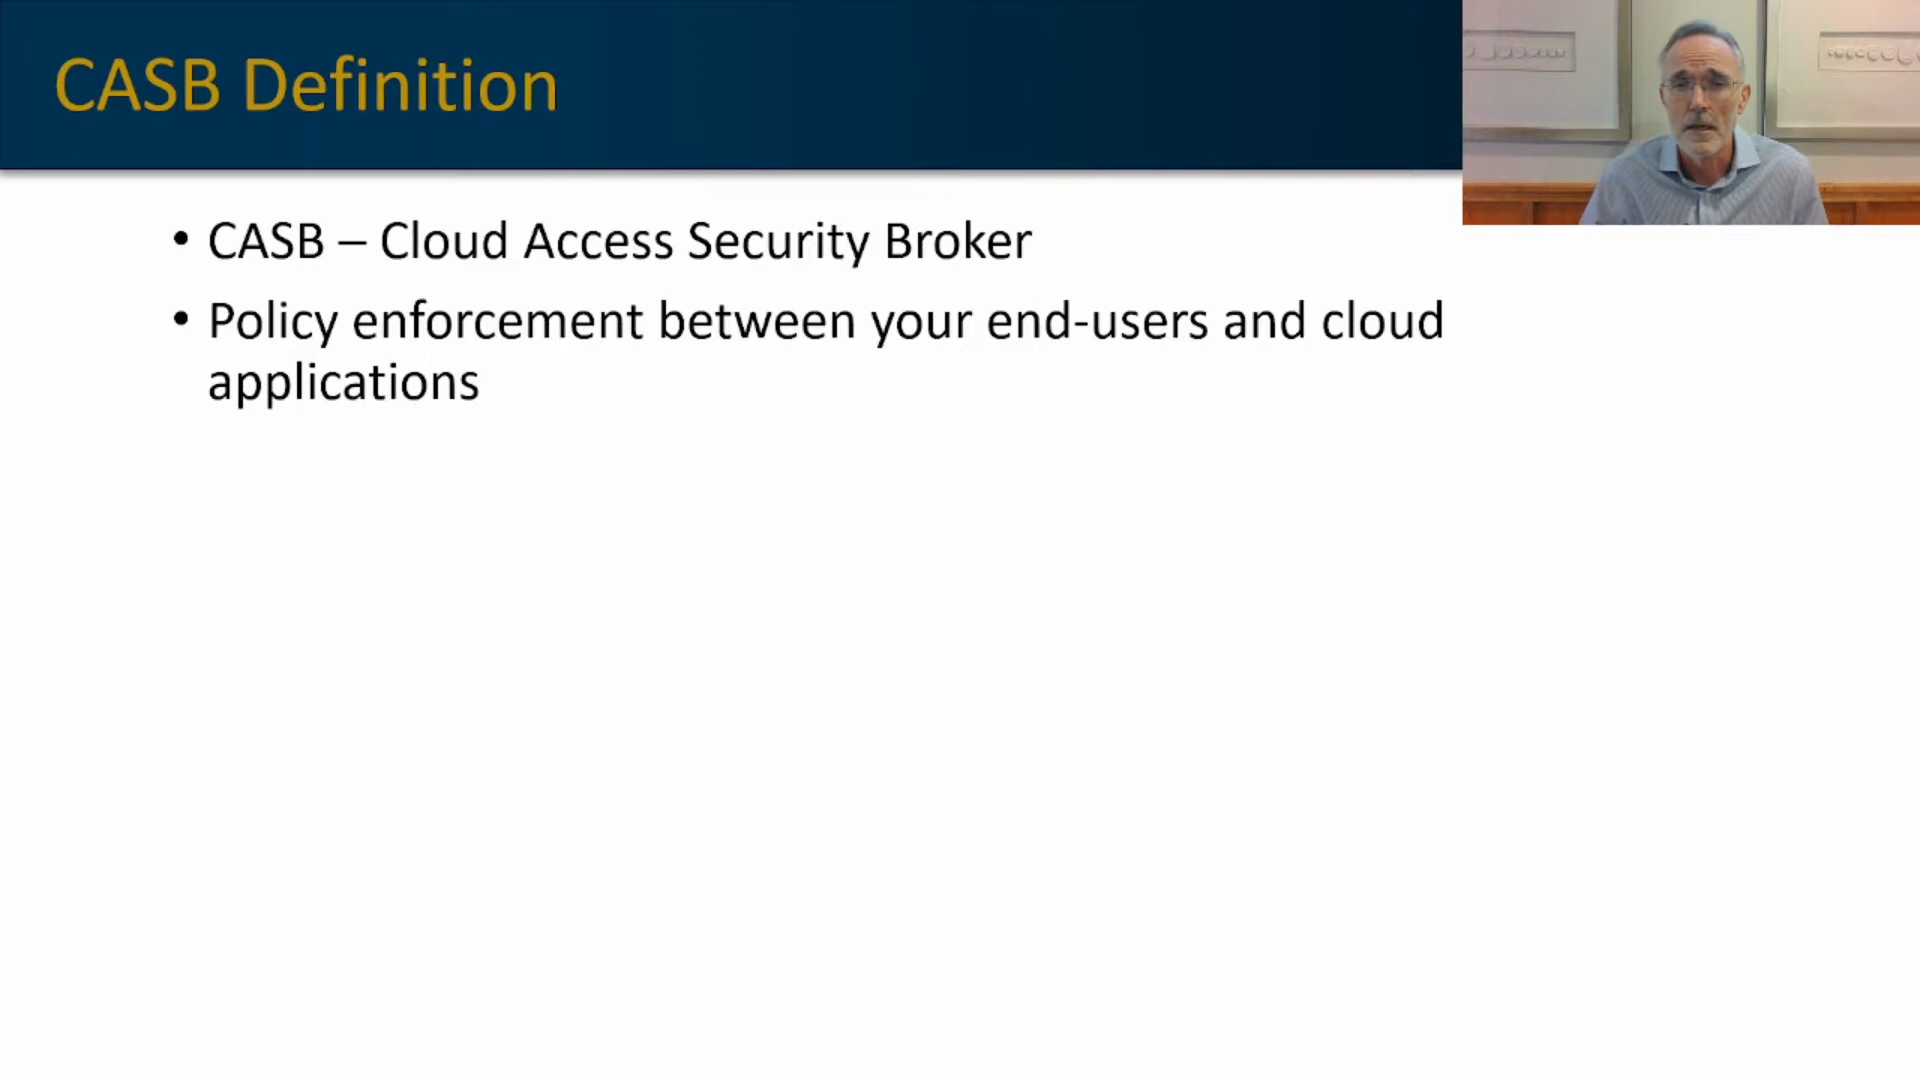 CASB Definition
• CASB – Cloud Access Security Broker
• Policy enforcement between your end-users and cloud
applications